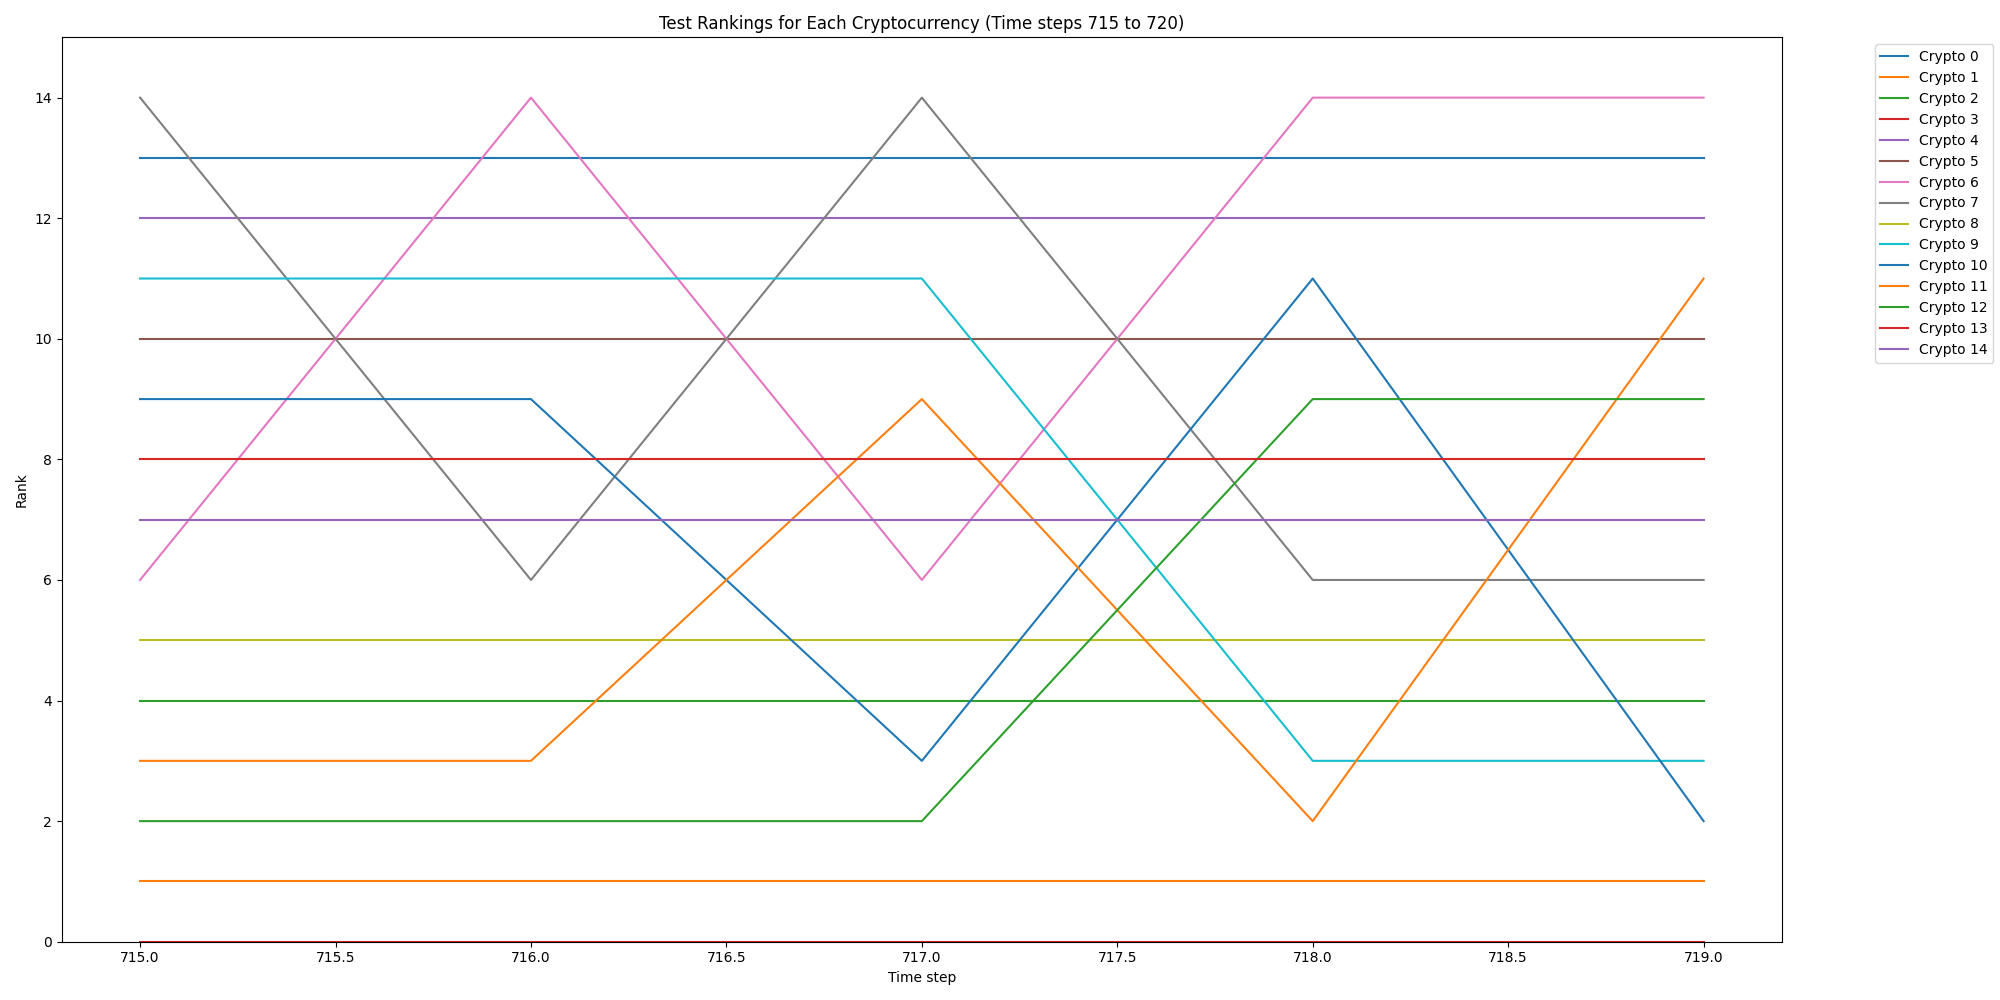 Test Rankings for Each Cryptocurrency (Time steps 715 to 720)
Rank
14
12
10
8
6
4
2
0
715.0 715.5 716.0 716.5 717.0 717.5 718.0 718.5 719.0
Time step
Crypto 0
Crypto 1
Crypto 2
Crypto 3
Crypto 4
Crypto 5
Crypto 6
Crypto 7
Crypto 8
Crypto 9
Crypto 10
Crypto 11
Crypto 12
Crypto 13
Crypto 14